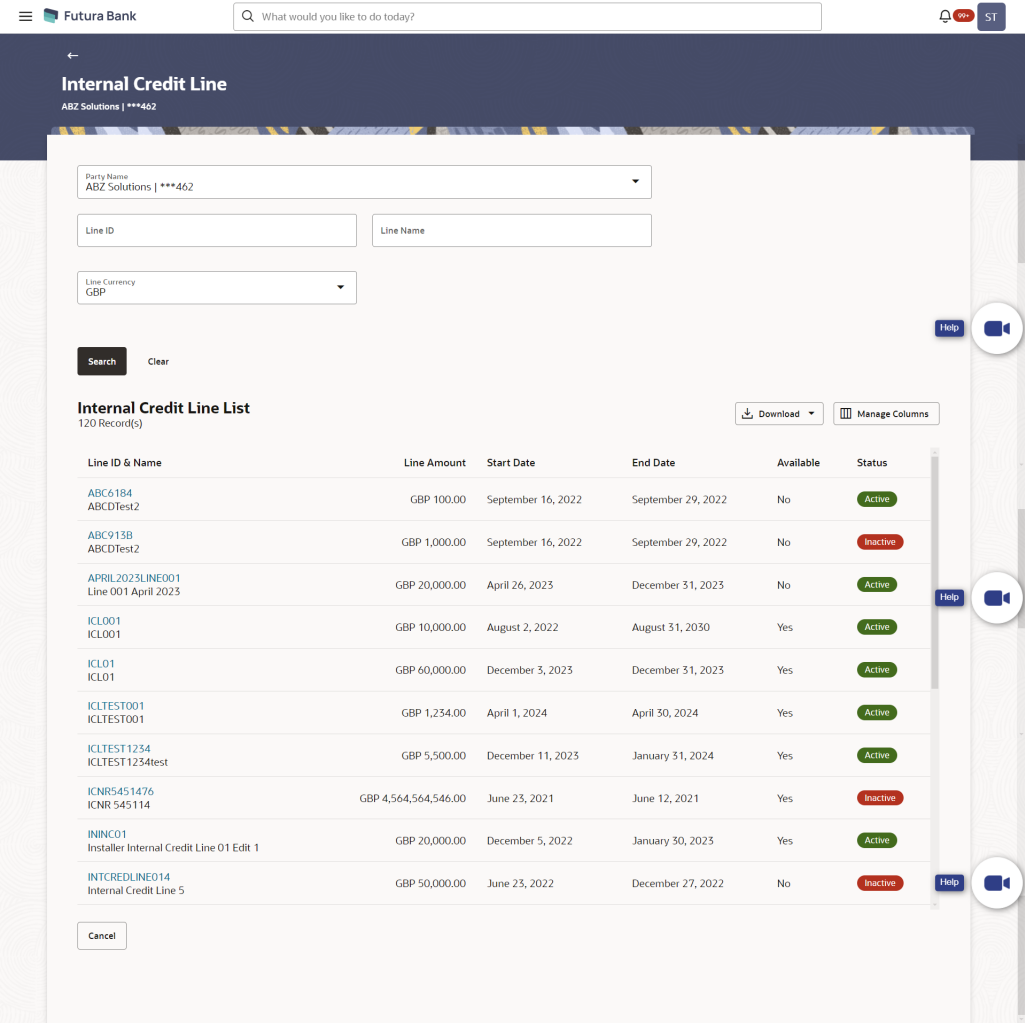 Futura Bank
What would you like to do today?
99+
ST
Internal Credit Line
ABZ Solutions | ***462
Party Name
ABZ Solutions | ***462
Line ID
Line Name
Line Currency
GBP
Help
Search
Clear
Internal Credit Line List
120 Record(s)
Download
Manage Columns
Line ID & Name Line Amount Start Date End Date Available Status
ABC6184
ABCDTest2
GBP 100.00 September 16, 2022 September 29, 2022 No Active
ABC913B
ABCDTest2
GBP 1,000.00 September 16, 2022 September 29, 2022 No Inactive
APRIL2023LINE001
Line 001 April 2023
GBP 20,000.00 April 26, 2023 December 31, 2023 No Active
Help
ICL001
ICL001
GBP 10,000.00 August 2, 2022 August 31, 2030 Yes Active
ICL01
ICL01
GBP 60,000.00 December 3, 2023 December 31, 2023 Yes Active
ICLTEST001
ICLTEST001
GBP 1,234.00 April 1, 2024 April 30, 2024 Yes Active
ICLTEST1234
ICLTEST1234test
GBP 5,500.00 December 11, 2023 January 31, 2024 Yes Active
ICNR5451476
ICNR 545114
GBP 4,564,564,546.00 June 23, 2021 June 12, 2021 Yes Inactive
ININC01
Installer Internal Credit Line 01 Edit 1
GBP 20,000.00 December 5, 2022 January 30, 2023 Yes Active
INTCREDLINE014
Internal Credit Line 5
GBP 50,000.00 June 23, 2022 December 27, 2022 No Inactive
Help
Cancel